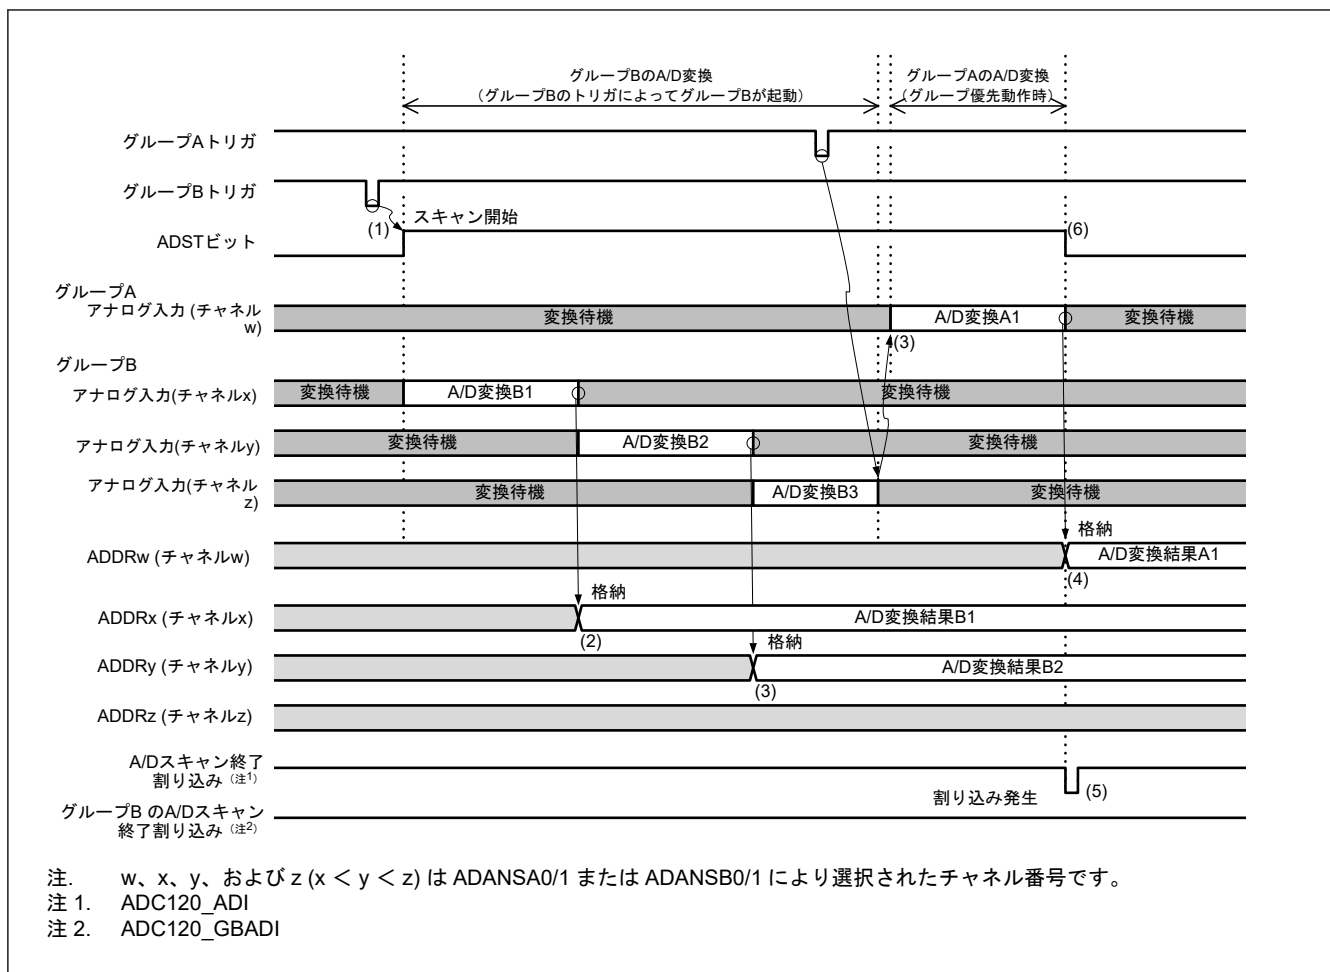 グループBのA/D変換
（グループBのトリガによってグループBが起動）
グループAのA/D変換
（グループ優先動作時）
グループAトリガ
グループBトリガ
(1)
スキャン開始
ADSTビット
(6)
グループA
アナログ入力 (チャネル
w)
変換待機
A/D変換A1
変換待機
(3)
グループB
アナログ入力(チャネルx)
変換待機
A/D変換B1
変換待機
アナログ入力(チャネルy)
変換待機
A/D変換B2
変換待機
アナログ入力(チャネル
z)
変換待機
A/D変換B3
変換待機
格納
ADDRw (チャネルw)
A/D変換結果A1
(4)
格納
ADDRx (チャネルx)
A/D変換結果B1
(2)
格納
ADDRy (チャネルy)
A/D変換結果B2
(3)
ADDRz (チャネルz)
A/Dスキャン終了
割り込み（注1）
割り込み発生
(5)
グループB のA/Dスキャン
終了割り込み（注2）
注. w、x、y、および z (x ＜ y ＜ z) は ADANSA0/1 または ADANSB0/1 により選択されたチャネル番号です。
注 1. ADC120_ADI
注 2. ADC120_GBADI